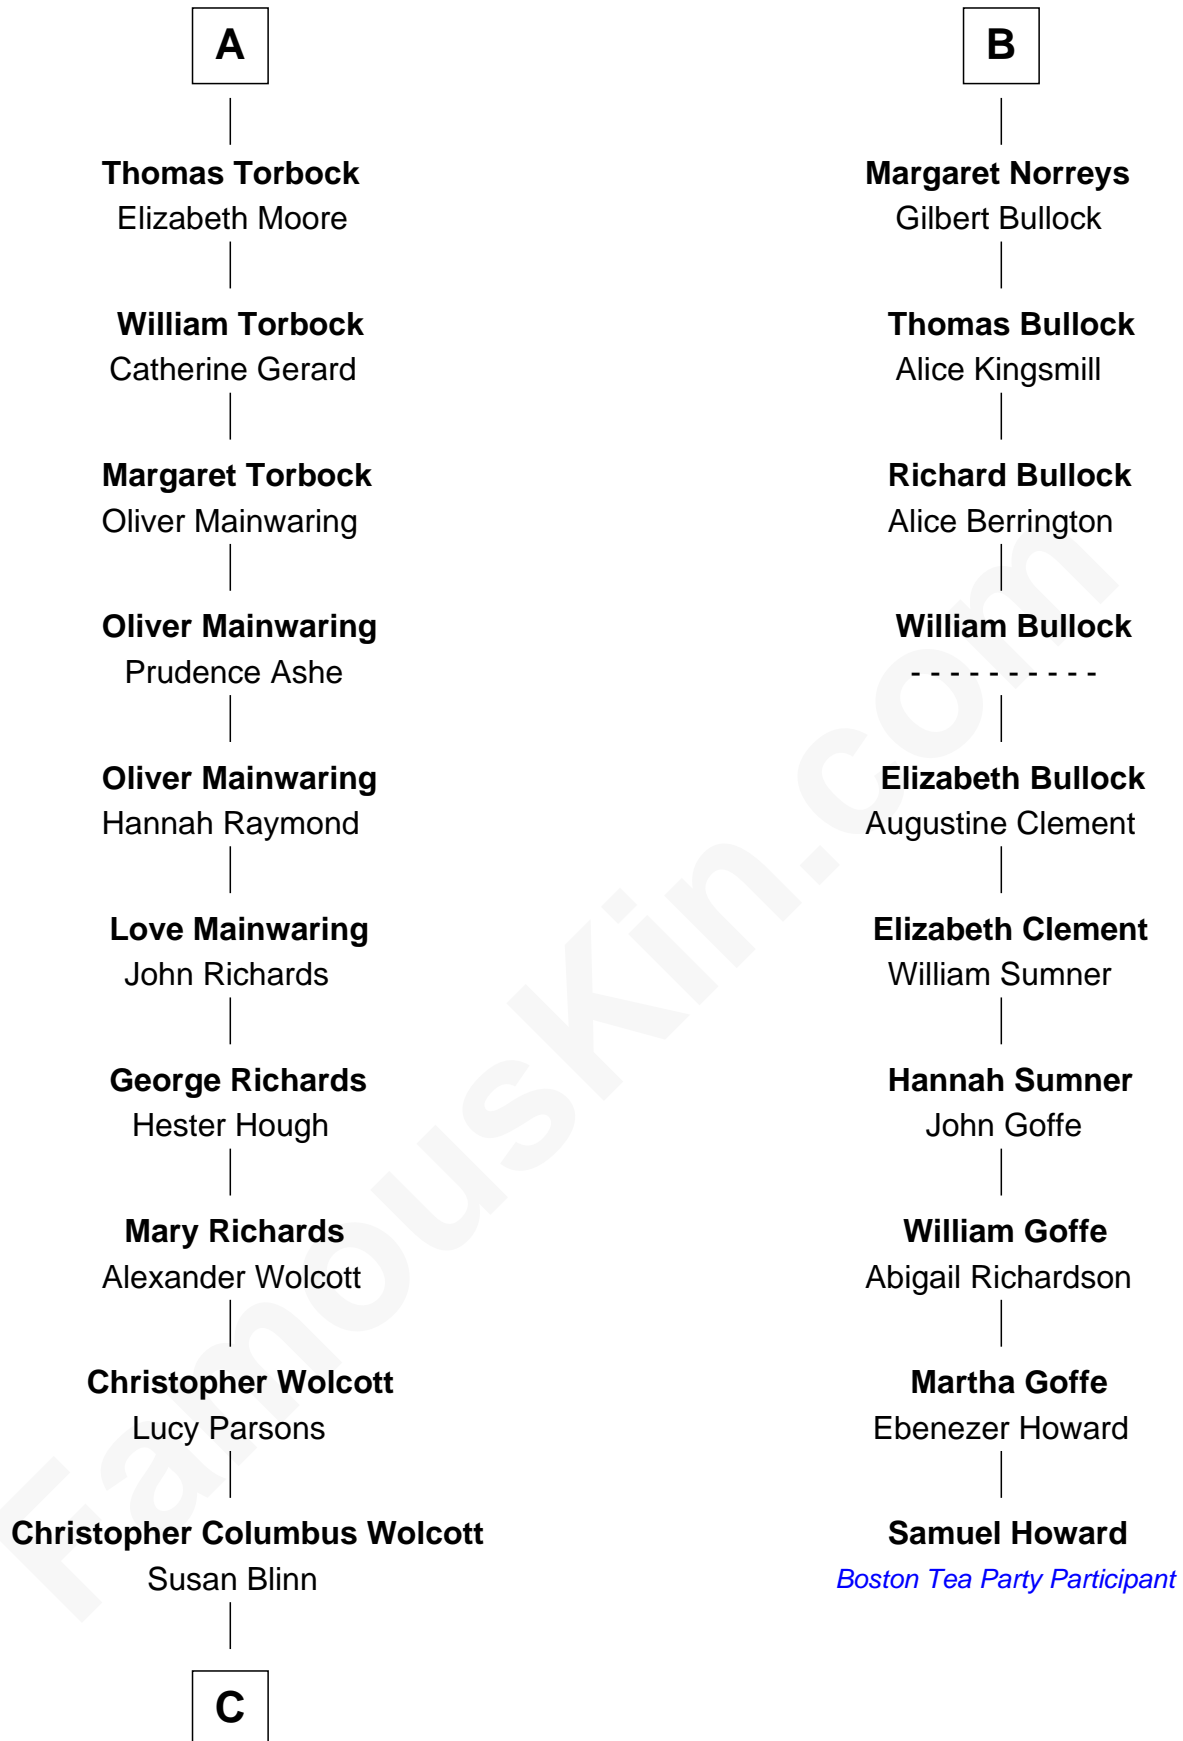 A
Thomas Torbock
Elizabeth Moore
William Torbock
Catherine Gerard
Margaret Torbock
Oliver Mainwaring
Oliver Mainwaring
Prudence Ashe
Oliver Mainwaring
Hannah Raymond
Love Mainwaring
John Richards
George Richards
Hester Hough
Mary Richards
Alexander Wolcott
Christopher Wolcott
Lucy Parsons
Christopher Columbus Wolcott
Susan Blinn
C
B
Margaret Norreys
Gilbert Bullock
Thomas Bullock
Alice Kingsmill
Richard Bullock
Alice Berrington
William Bullock
- - - - - - - - - -
Elizabeth Bullock
Augustine Clement
Elizabeth Clement
William Sumner
Hannah Sumner
John Goffe
William Goffe
Abigail Richardson
Martha Goffe
Ebenezer Howard
Samuel Howard
Boston Tea Party Participant
FamousKin.com